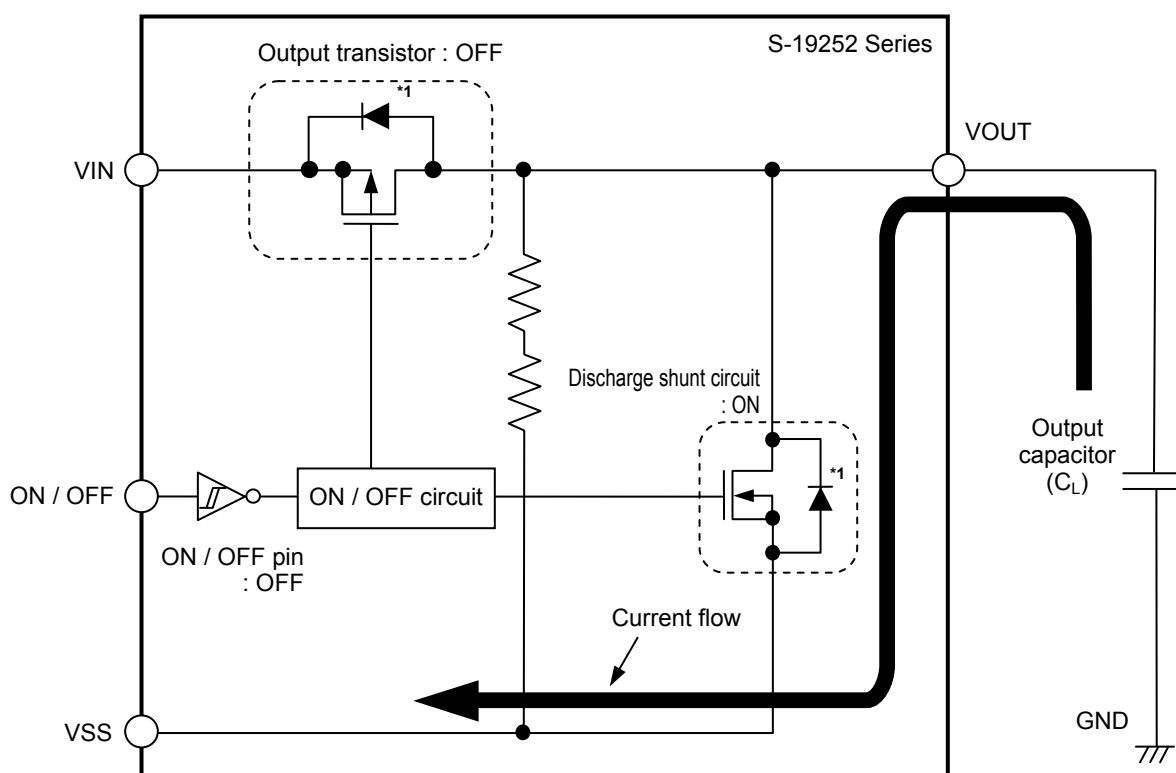 S-19252 Series
Output transistor : OFF
*1
VIN
VOUT
Discharge shunt circuit
: ON
*1
Output
capacitor
(CL)
ON / OFF
ON / OFF circuit
ON / OFF pin
: OFF
Current flow
VSS
GND